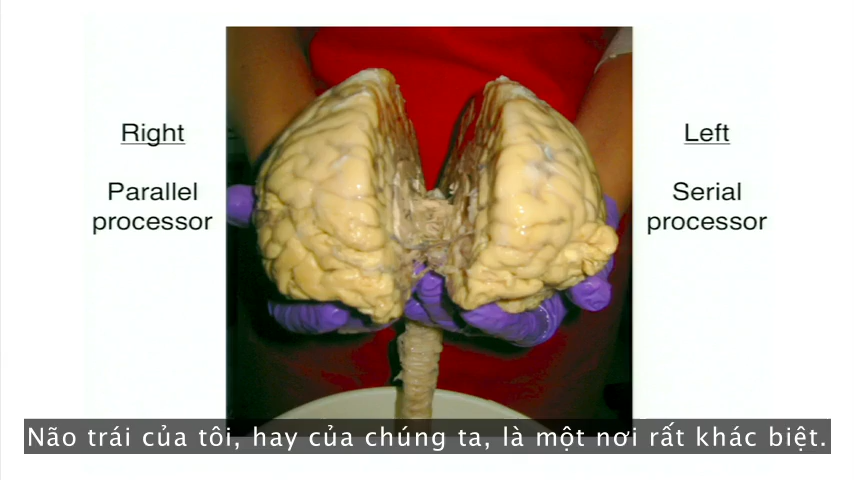 Right
Left
Parallel
processor
Serial
processor
Não trái của tôi, hay của chúng ta, là một nơi rất khác biệt.